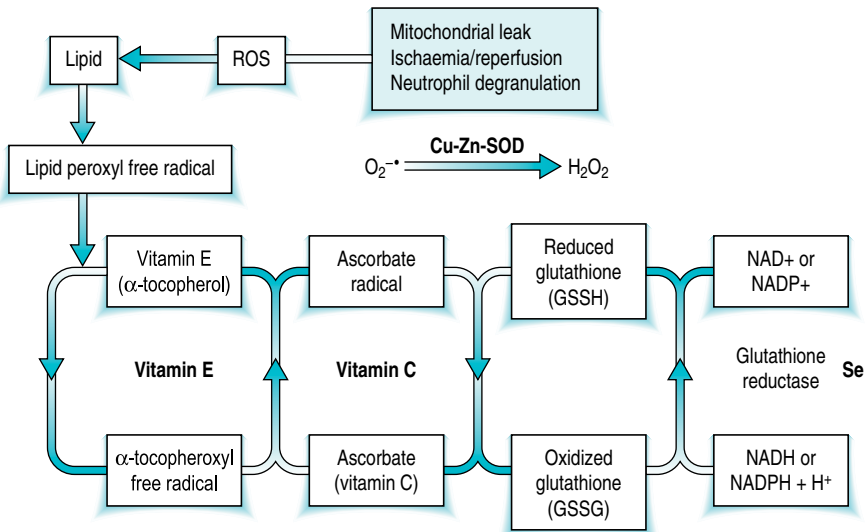 Mitochondrial leak
Ischaemia/reperfusion
Neutrophil degranulation
ROS
Lipid
Lipid peroxyl free radical
Cu-Zn-SOD
O₂⁻• H₂O₂
Vitamin E
(α-tocopherol)
Ascorbate
radical
Reduced
glutathione
(GSSH)
NAD+ or
NADP+
Vitamin E
Vitamin C
Glutathione
reductase
Se
α-tocopheroxyl
free radical
Ascorbate
(vitamin C)
Oxidized
glutathione
(GSSG)
NADH or
NADPH + H⁺